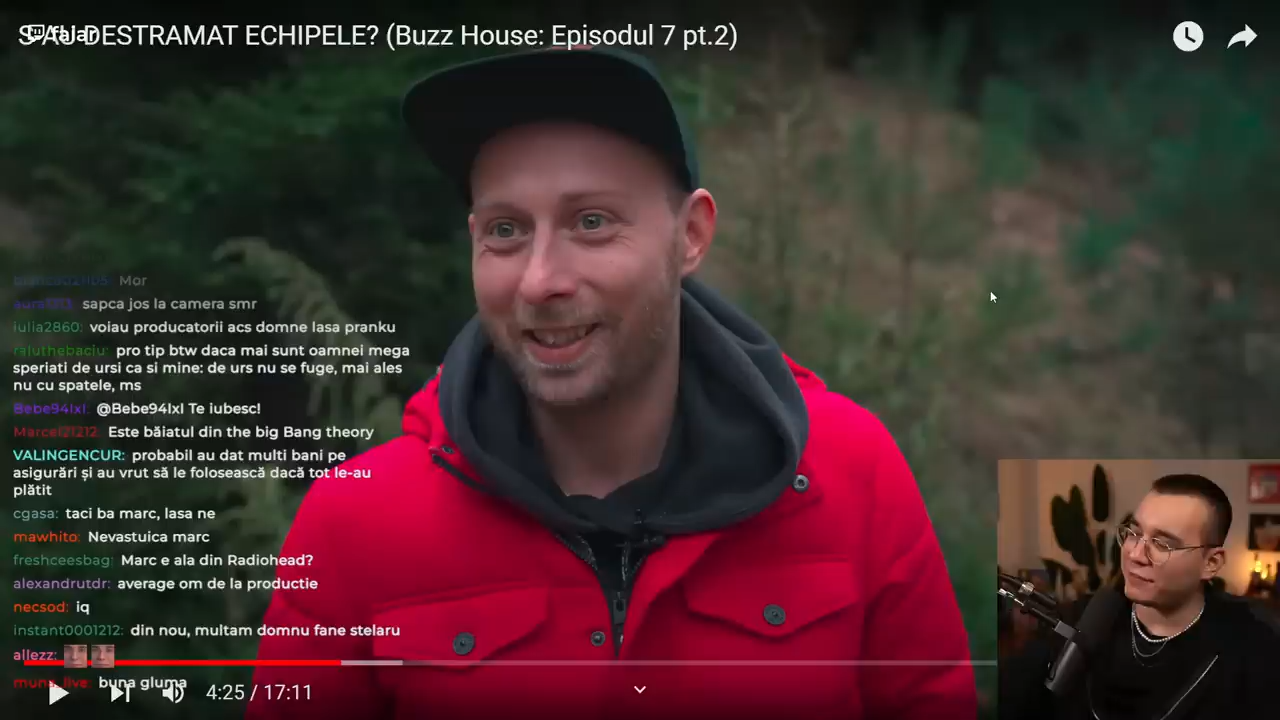 S-AU DESTRAMAT ECHIPELE? (Buzz House: Episodul 7 pt.2)
Mor
sapca jos la camera smr
iulia2860: voiau producatorii acs domne lasa pranku
raluthebaciu: pro tip btw daca mai sunt oamnei mega
speriati de ursi ca si mine: de urs nu se fuge, mai ales
nu cu spatele, ms
Bebe94lxl: @Bebe94lxl Te iubesc!
Marcel21212: Este băiatul din the big Bang theory
VALINGENCUR: probabil au dat multi bani pe
asigurări și au vrut să le folosească dacă tot le-au
plătit
cgasa: taci ba marc, lasa ne
mawhito: Nevastuica marc
freshceesbag: Marc e ala din Radiohead?
alexandrutdr: average om de la productie
necsod: iq
instant0001212: din nou, multam domnu fane stelaru
allezz:
buna gluma
4:25 / 17:11